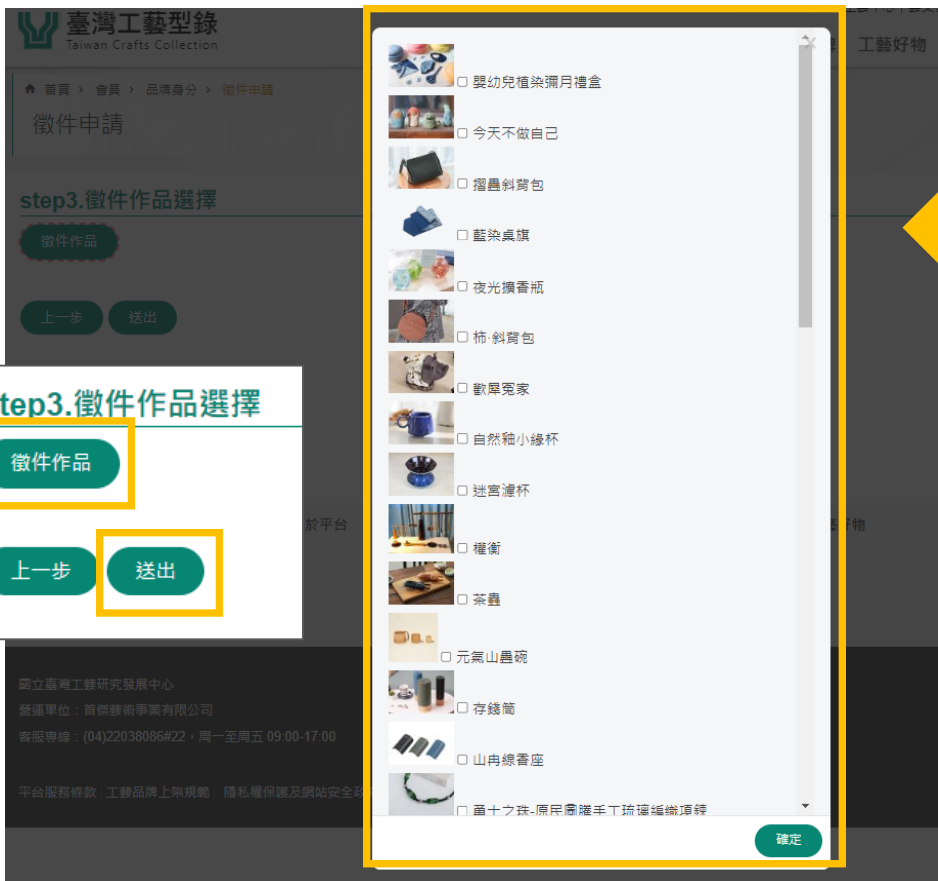 臺灣工藝型錄
Taiwan Crafts Collection
工藝好物
首頁 > 會員 > 品牌身分 > 徵件申請
徵件申請
step3.徵件作品選擇
徵件作品
上一步 送出
tep3.徵件作品選擇
徵件作品
上一步 送出
於平台
好物
國立臺灣工藝研究發展中心
營運單位：首傑藝術事業有限公司
客服專線：(04)22038086#22，周一至周五 09:00-17:00
平台服務條款 工藝品牌上架規範 隱私權保護及網站安全政
嬰幼兒植染彌月禮盒
今天不做自己
摺疊斜背包
藍染桌旗
夜光擴香瓶
柿‧斜背包
歡犀冤家
自然釉小緣杯
迷宮濾杯
權衡
茶蟲
元氣山疊碗
存錢筒
山冉線香座
勇士之珠-原民圖騰手工琉璃編織項鍊
確定